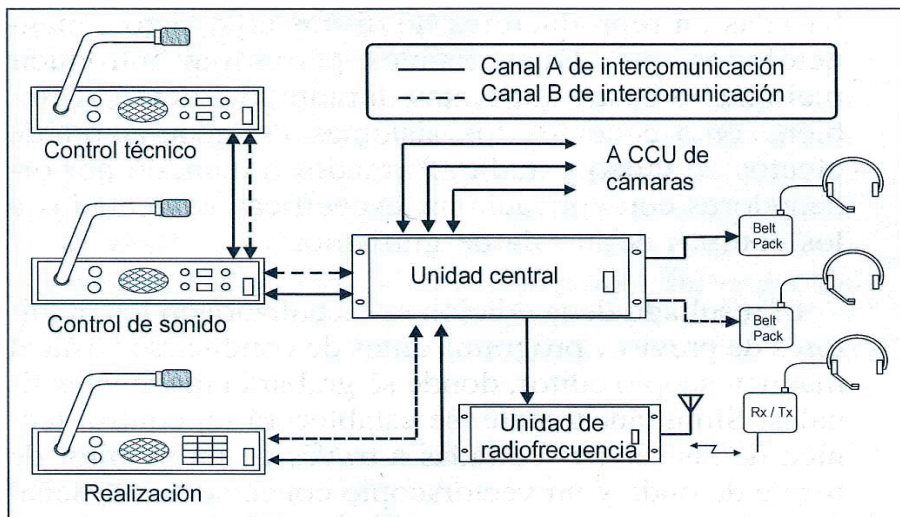 Canal A de intercomunicación
Canal B de intercomunicación
Control técnico
A CCU de
cámaras
Unidad central
Belt
Pack
Control de sonido
Belt
Pack
Unidad de
radiofrecuencia
Rx / Tx
Realización